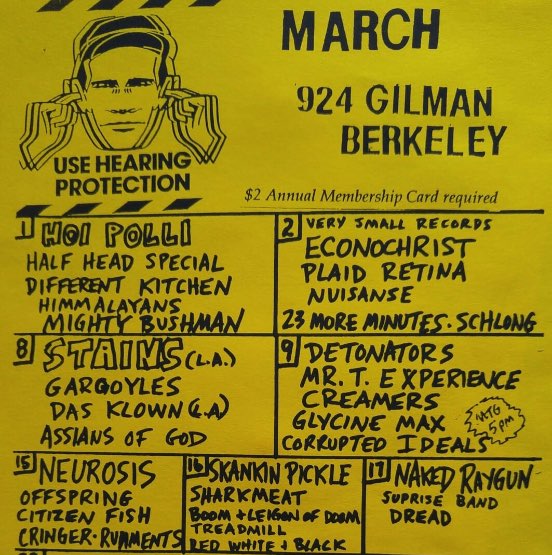 MARCH
924 GILMAN
BERKELEY
USE HEARING
PROTECTION
$2 Annual Membership Card required
1 HOI POLLI
HALF HEAD SPECIAL
DIFFERENT KITCHEN
HIMMALAYANS
MIGHTY BUSHMAN
2 VERY SMALL RECORDS
ECONOCHRIST
PLAID RETINA
NUISANSE
23 MORE MINUTES. SCHLONG
8 STAINS (L.A.)
GARGOYLES
DAS KLOWN (L.A)
ASSIANS OF GOD
9 DETONATORS
MR. T. EXPERIENCE
CREAMERS
GLYCINE MAX
CORRUPTED IDEALS
MTG
5PM
15 NEUROSIS
OFFSPRING
CITIZEN FISH
CRINGER · RUMMENTS
16 SKANKIN PICKLE
SHARKMEAT
BOOM + LEIGON OF DOOM
TREADMILL
RED WHITE + BLACK
17 NAKED RAYGUN
SUPRISE BAND
DREAD